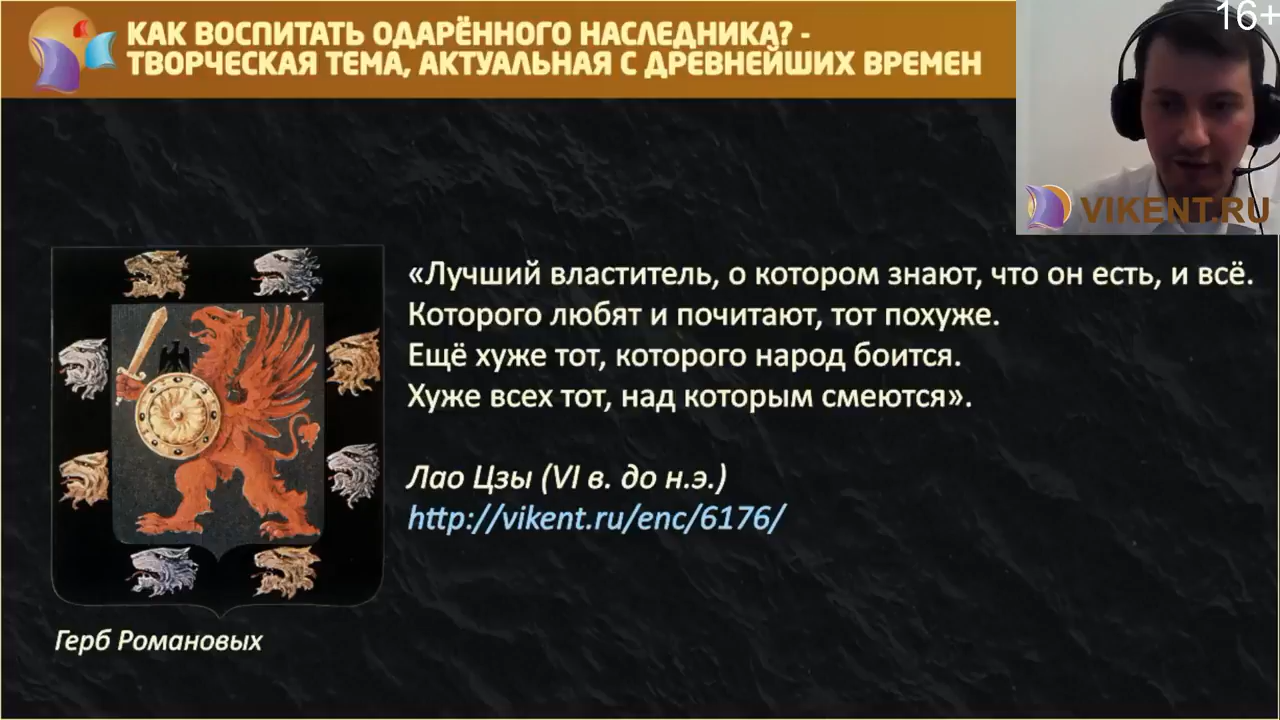 КАК ВОСПИТАТЬ ОДАРЁННОГО НАСЛЕДНИКА? -
ТВОРЧЕСКАЯ ТЕМА, АКТУАЛЬНАЯ С ДРЕВНЕЙШИХ ВРЕМЕН
16+
VIKENT.RU
«Лучший властитель, о котором знают, что он есть, и всё.
Которого любят и почитают, тот похуже.
Ещё хуже тот, которого народ боится.
Хуже всех тот, над которым смеются».
Лао Цзы (VI в. до н.э.)
http://vikent.ru/enc/6176/
Герб Романовых